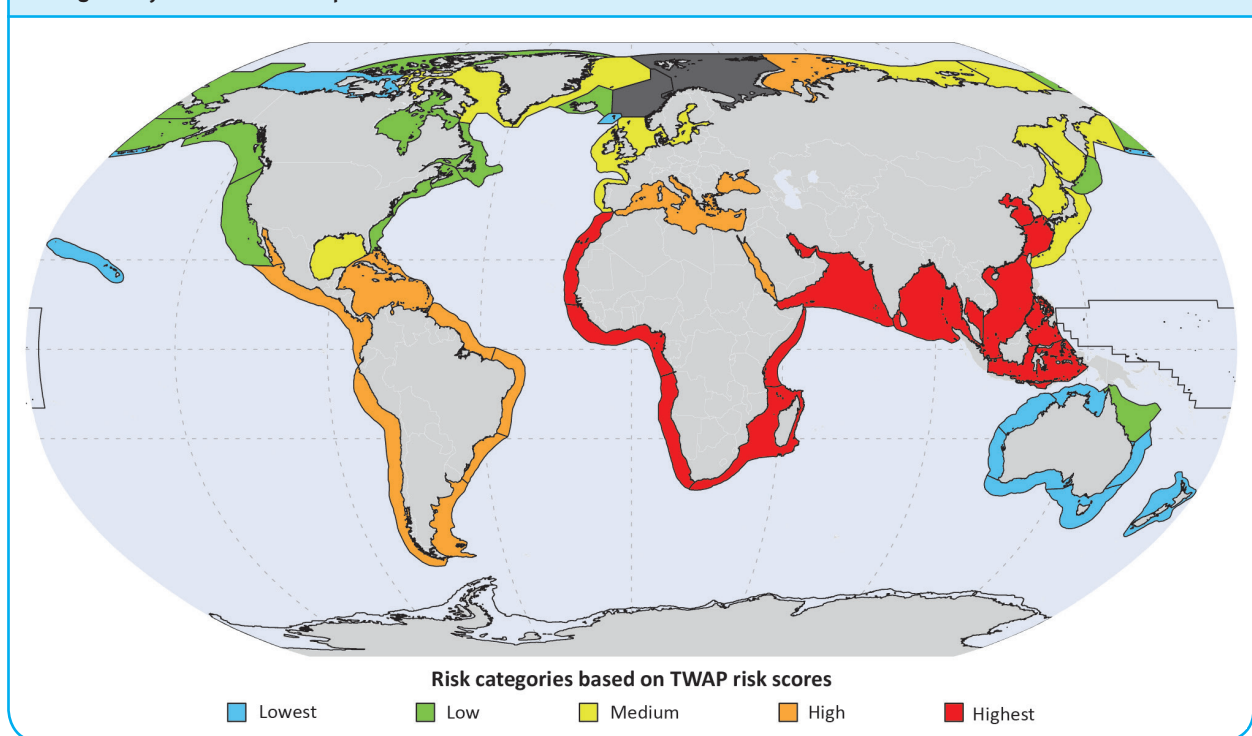 Risk categories based on TWAP risk scores
Lowest
Low
Medium
High
Highest